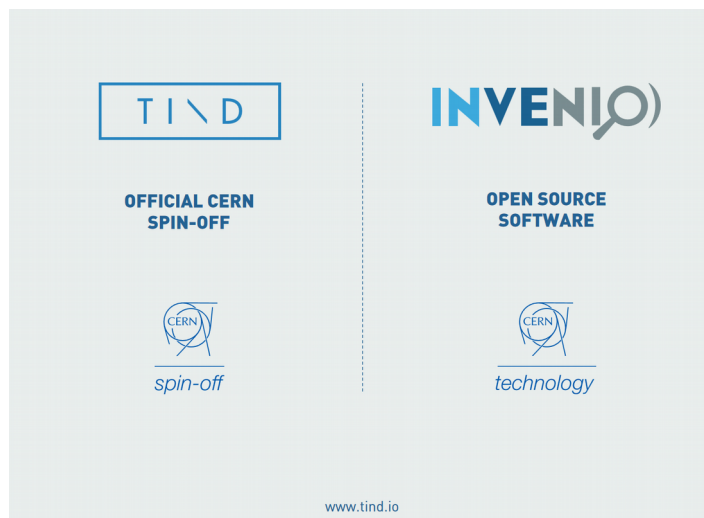 TIND
OFFICIAL CERN
SPIN-OFF
CERN
spin-off
INVENIO
OPEN SOURCE
SOFTWARE
CERN
technology
www.tind.io